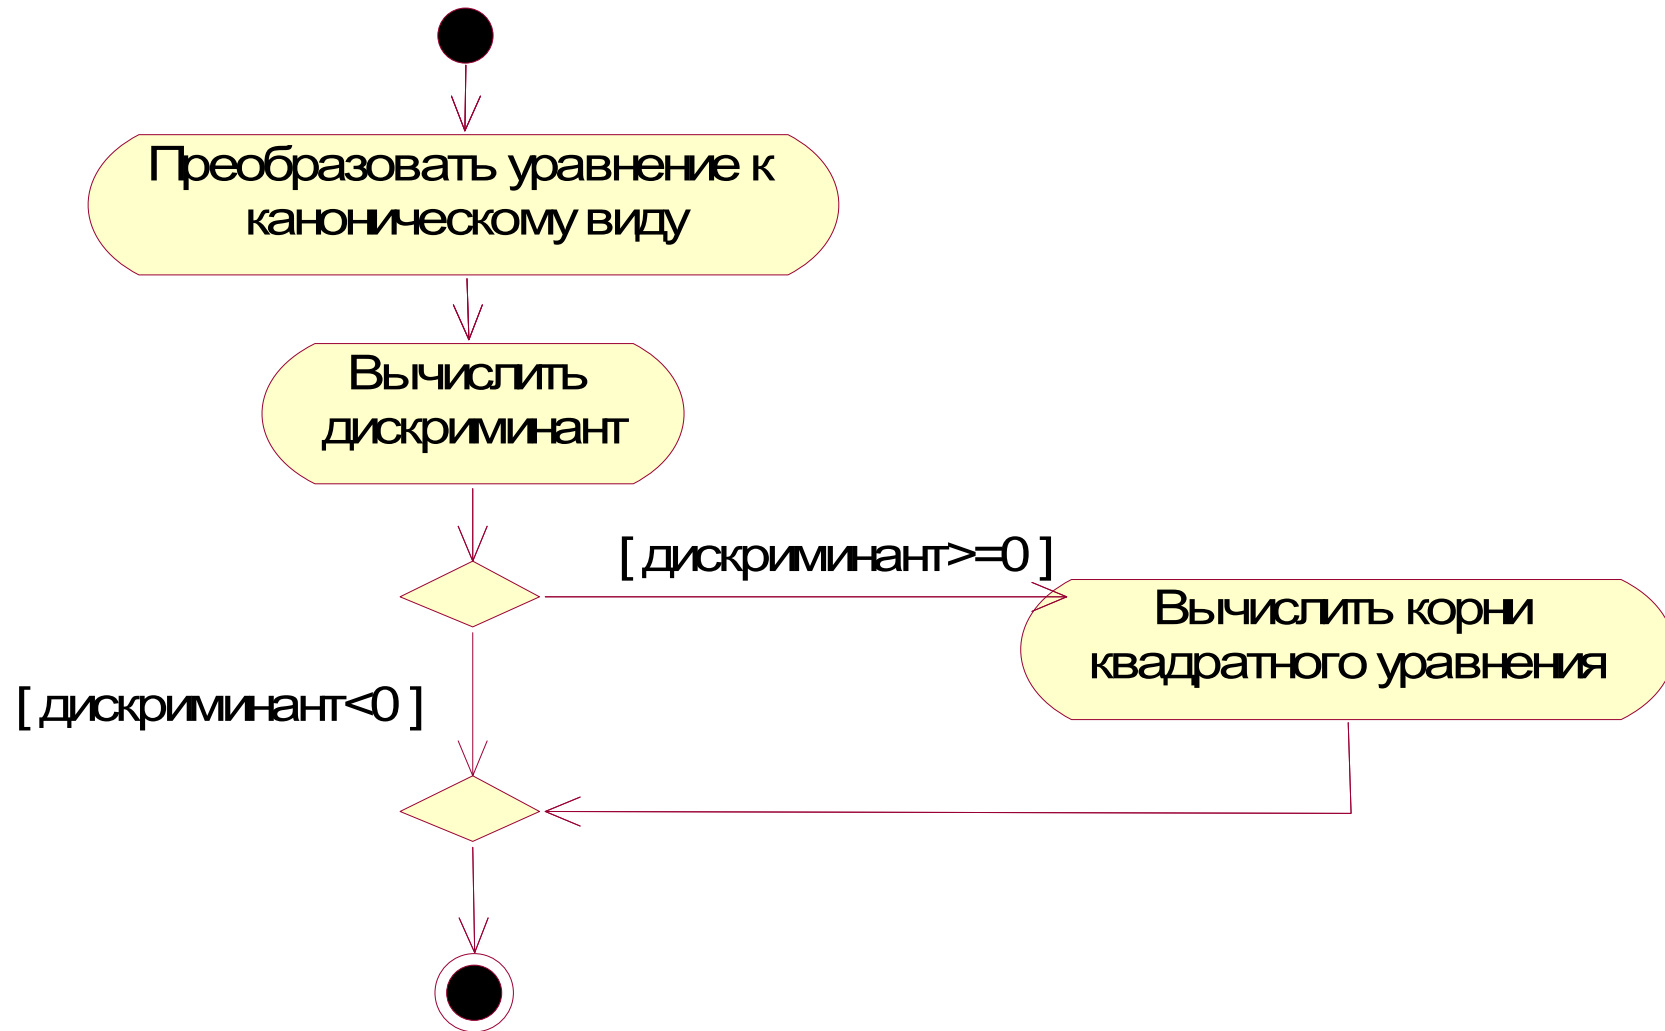 Преобразовать уравнение к
каноническому виду
Вычислить
дискриминант
[ дискриминант>=0 ]
Вычислить корни
квадратного уравнения
[ дискриминант<0 ]